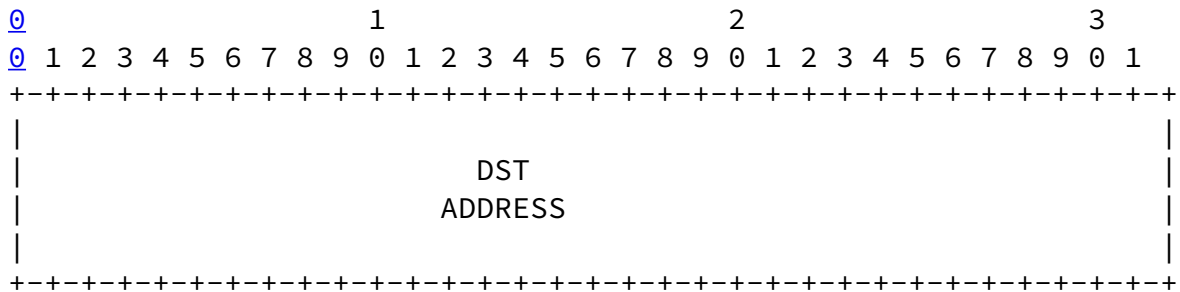 0                   1                   2                   3
0 1 2 3 4 5 6 7 8 9 0 1 2 3 4 5 6 7 8 9 0 1 2 3 4 5 6 7 8 9 0 1
+-+-+-+-+-+-+-+-+-+-+-+-+-+-+-+-+-+-+-+-+-+-+-+-+-+-+-+-+-+-+-+-+
|                                                               |
|                         DST                                   |
|                       ADDRESS                                 |
|                                                               |
+-+-+-+-+-+-+-+-+-+-+-+-+-+-+-+-+-+-+-+-+-+-+-+-+-+-+-+-+-+-+-+-+